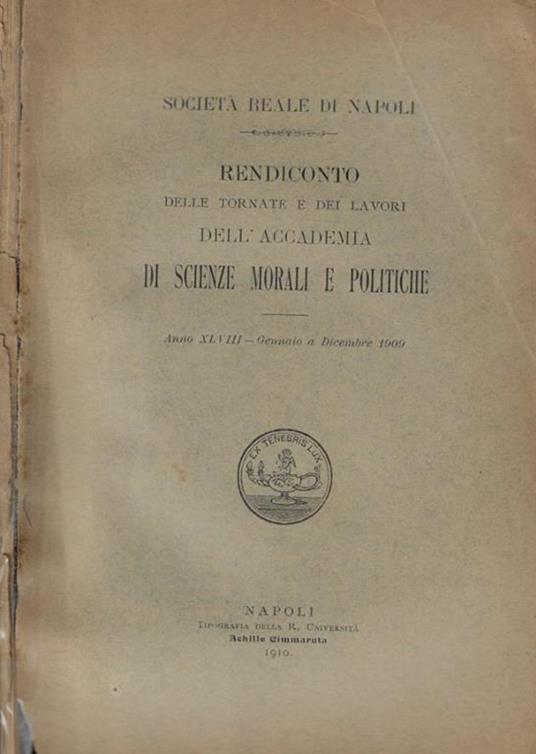 SOCIETÀ REALE DI NAPOLI
RENDICONTO
DELLE TORNATE E DEI LAVORI
DELL'ACCADEMIA
DI SCIENZE MORALI E POLITICHE
Anno XLVIII — Gennaio a Dicembre 1909
EX TENEBRIS LUX
NAPOLI
TIPOGRAFIA DELLA R. UNIVERSITÀ
Achille Cimmaruta
1910.